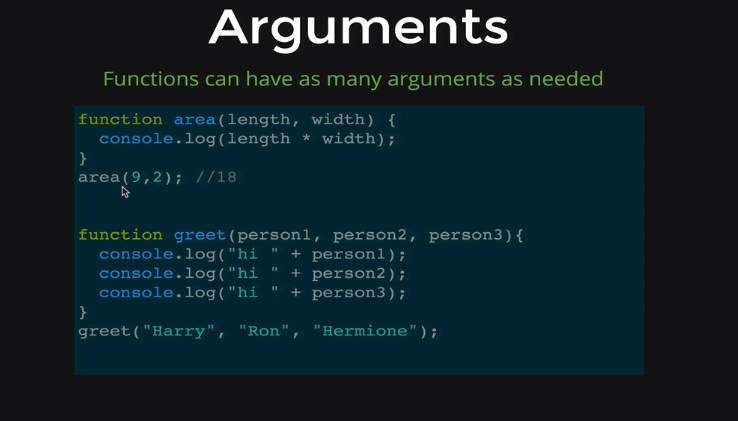 Arguments
Functions can have as many arguments as needed
function area(length, width) {
  console.log(length * width);
}
area(9,2); //18
function greet(person1, person2, person3){
  console.log("hi " + person1);
  console.log("hi " + person2);
  console.log("hi " + person3);
}
greet("Harry", "Ron", "Hermione");